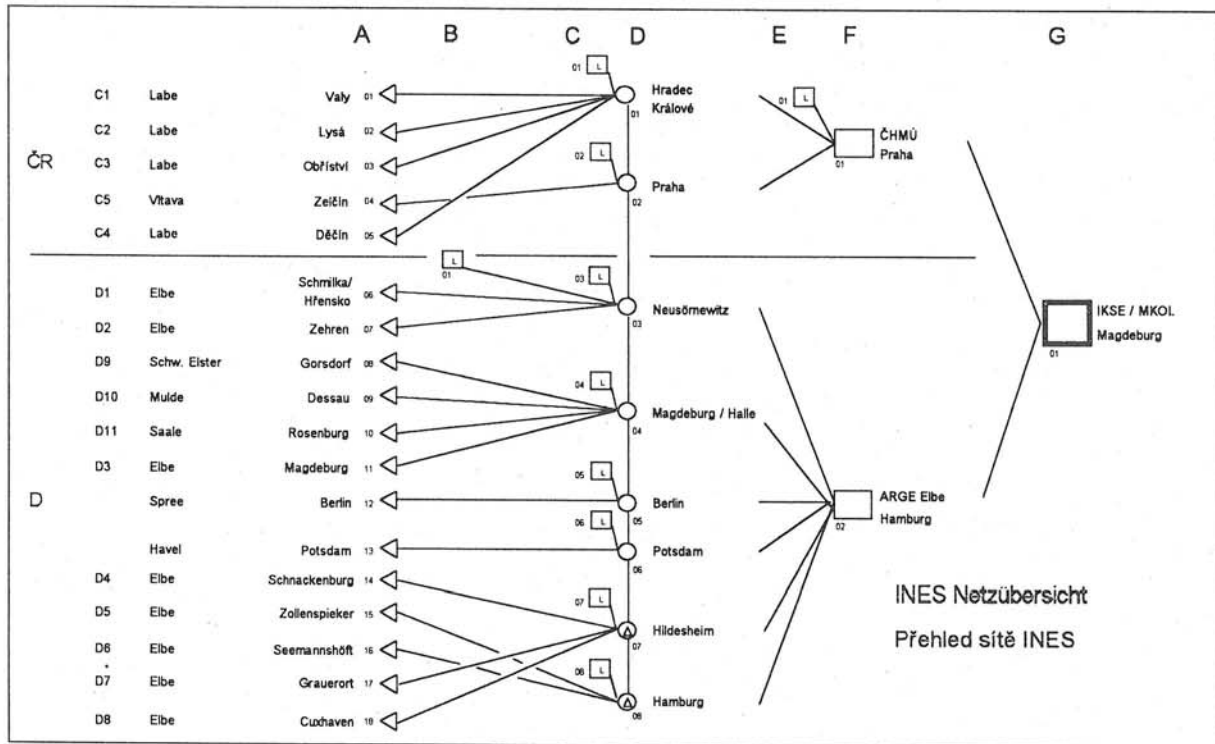 A B C D E F G
01 L
C1 Labe Valy 01
Hradec
Králové
01
01 L
C2 Labe Lysá 02
ČHMÚ
Praha
01
ČR
C3 Labe Obříství 03
02 L
Praha
02
C5 Vltava Zelčín 04
C4 Labe Děčín 05
L
01
03 L
D1 Elbe Schmilka/
Hřensko 06
Neusörnewitz
03
IKSE / MKOL
Magdeburg
01
D2 Elbe Zehren 07
D9 Schw. Elster Gorsdorf 08
04 L
D10 Mulde Dessau 09
Magdeburg / Halle
04
D11 Saale Rosenburg 10
D3 Elbe Magdeburg 11
05 L
D
Spree Berlin 12
Berlin
05
ARGE Elbe
Hamburg
02
06 L
Havel Potsdam 13
Potsdam
06
D4 Elbe Schnackenburg 14
07 L
INES Netzübersicht
D5 Elbe Zollenspieker 15
Hildesheim
07
Přehled sítě INES
D6 Elbe Seemannshöft 16
08 L
D7 Elbe Grauerort 17
Hamburg
08
D8 Elbe Cuxhaven 18